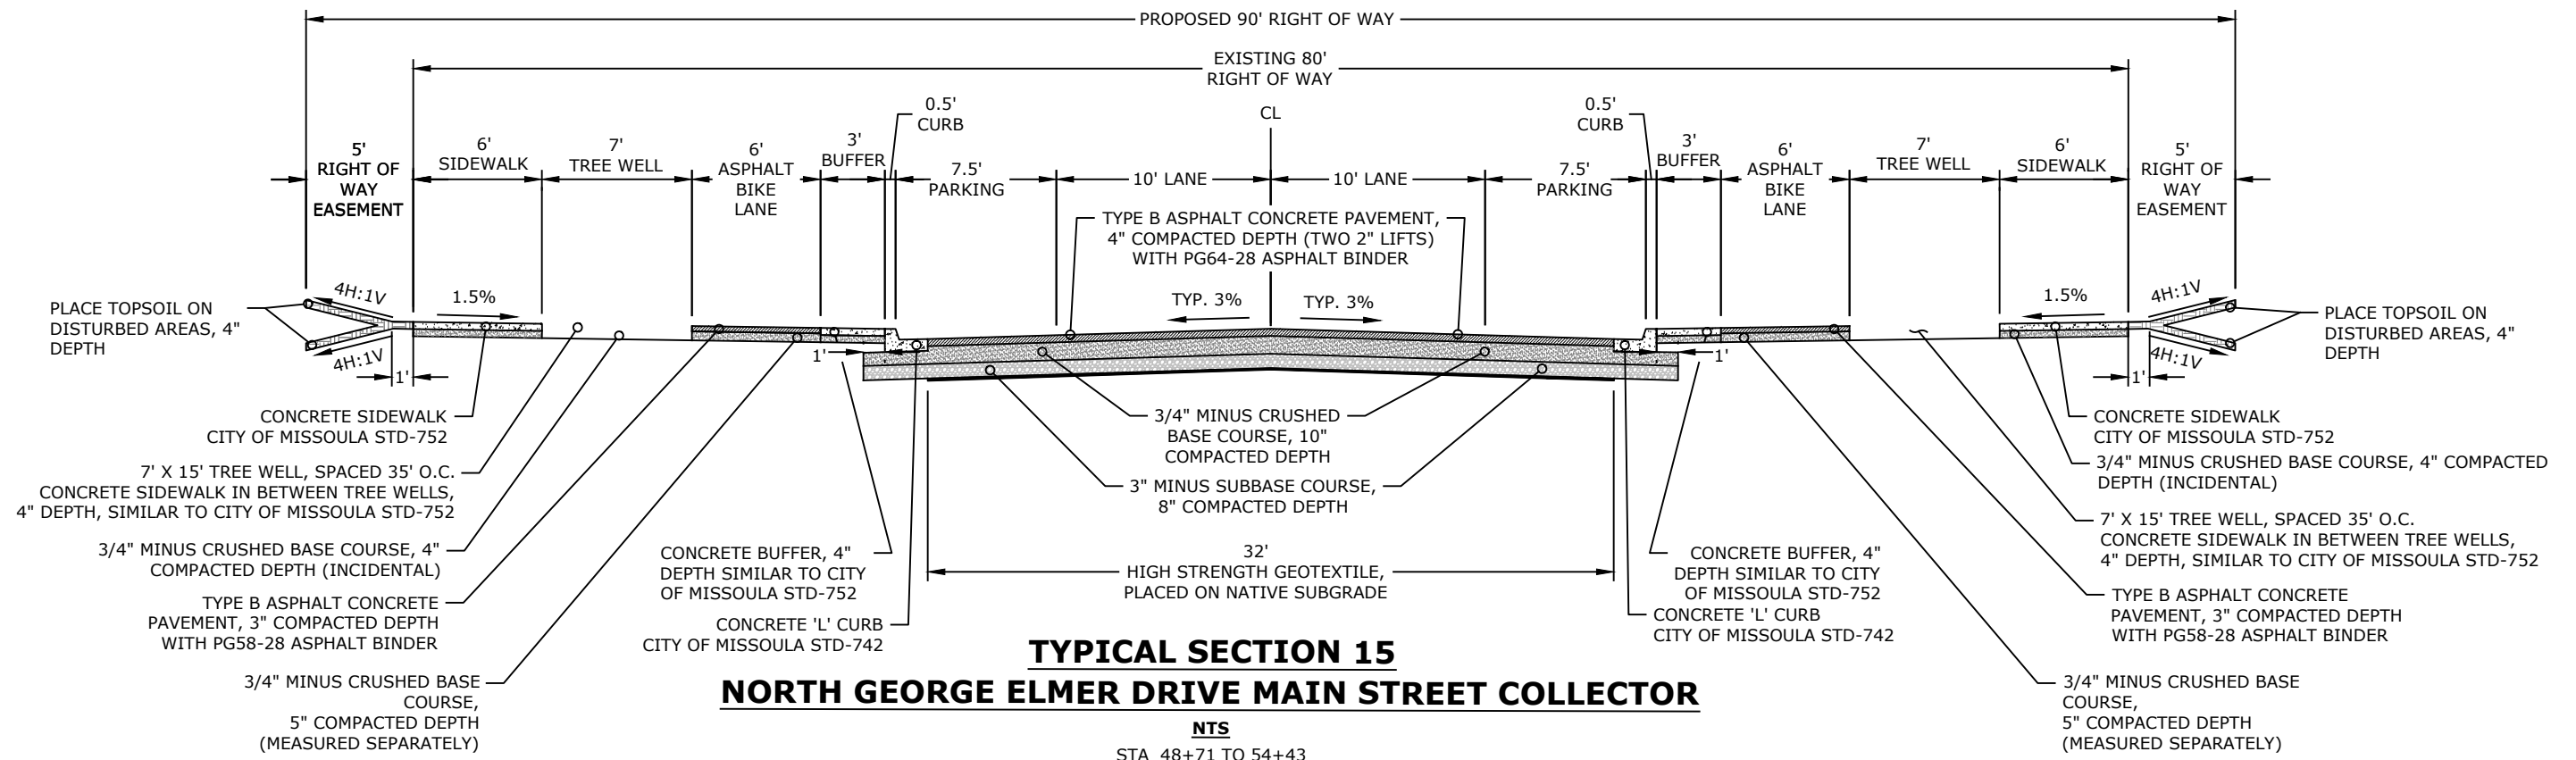 PROPOSED 90' RIGHT OF WAY
EXISTING 80'
RIGHT OF WAY
5'
RIGHT OF
WAY
EASEMENT
6'
SIDEWALK
7'
TREE WELL
6'
ASPHALT
BIKE
LANE
3'
BUFFER
0.5'
CURB
7.5'
PARKING
10' LANE
CL
10' LANE
7.5'
PARKING
0.5'
CURB
3'
BUFFER
6'
ASPHALT
BIKE
LANE
7'
TREE WELL
6'
SIDEWALK
5'
RIGHT OF
WAY
EASEMENT
TYPE B ASPHALT CONCRETE PAVEMENT,
4" COMPACTED DEPTH (TWO 2" LIFTS)
WITH PG64-28 ASPHALT BINDER
PLACE TOPSOIL ON
DISTURBED AREAS, 4"
DEPTH
4H:1V
4H:1V
1'
1.5%
1'
TYP. 3%
TYP. 3%
1'
1.5%
4H:1V
4H:1V
1'
PLACE TOPSOIL ON
DISTURBED AREAS, 4"
DEPTH
CONCRETE SIDEWALK
CITY OF MISSOULA STD-752
7' X 15' TREE WELL, SPACED 35' O.C.
CONCRETE SIDEWALK IN BETWEEN TREE WELLS,
4" DEPTH, SIMILAR TO CITY OF MISSOULA STD-752
3/4" MINUS CRUSHED BASE COURSE, 4"
COMPACTED DEPTH (INCIDENTAL)
TYPE B ASPHALT CONCRETE
PAVEMENT, 3" COMPACTED DEPTH
WITH PG58-28 ASPHALT BINDER
3/4" MINUS CRUSHED BASE
COURSE,
5" COMPACTED DEPTH
(MEASURED SEPARATELY)
CONCRETE BUFFER, 4"
DEPTH SIMILAR TO CITY
OF MISSOULA STD-752
CONCRETE 'L' CURB
CITY OF MISSOULA STD-742
3/4" MINUS CRUSHED
BASE COURSE, 10"
COMPACTED DEPTH
3" MINUS SUBBASE COURSE,
8" COMPACTED DEPTH
32'
HIGH STRENGTH GEOTEXTILE,
PLACED ON NATIVE SUBGRADE
CONCRETE BUFFER, 4"
DEPTH SIMILAR TO CITY
OF MISSOULA STD-752
CONCRETE 'L' CURB
CITY OF MISSOULA STD-742
CONCRETE SIDEWALK
CITY OF MISSOULA STD-752
3/4" MINUS CRUSHED BASE COURSE, 4" COMPACTED
DEPTH (INCIDENTAL)
7' X 15' TREE WELL, SPACED 35' O.C.
CONCRETE SIDEWALK IN BETWEEN TREE WELLS,
4" DEPTH, SIMILAR TO CITY OF MISSOULA STD-752
TYPE B ASPHALT CONCRETE
PAVEMENT, 3" COMPACTED DEPTH
WITH PG58-28 ASPHALT BINDER
3/4" MINUS CRUSHED BASE
COURSE,
5" COMPACTED DEPTH
(MEASURED SEPARATELY)
TYPICAL SECTION 15
NORTH GEORGE ELMER DRIVE MAIN STREET COLLECTOR
NTS
STA 48+71 TO 54+43